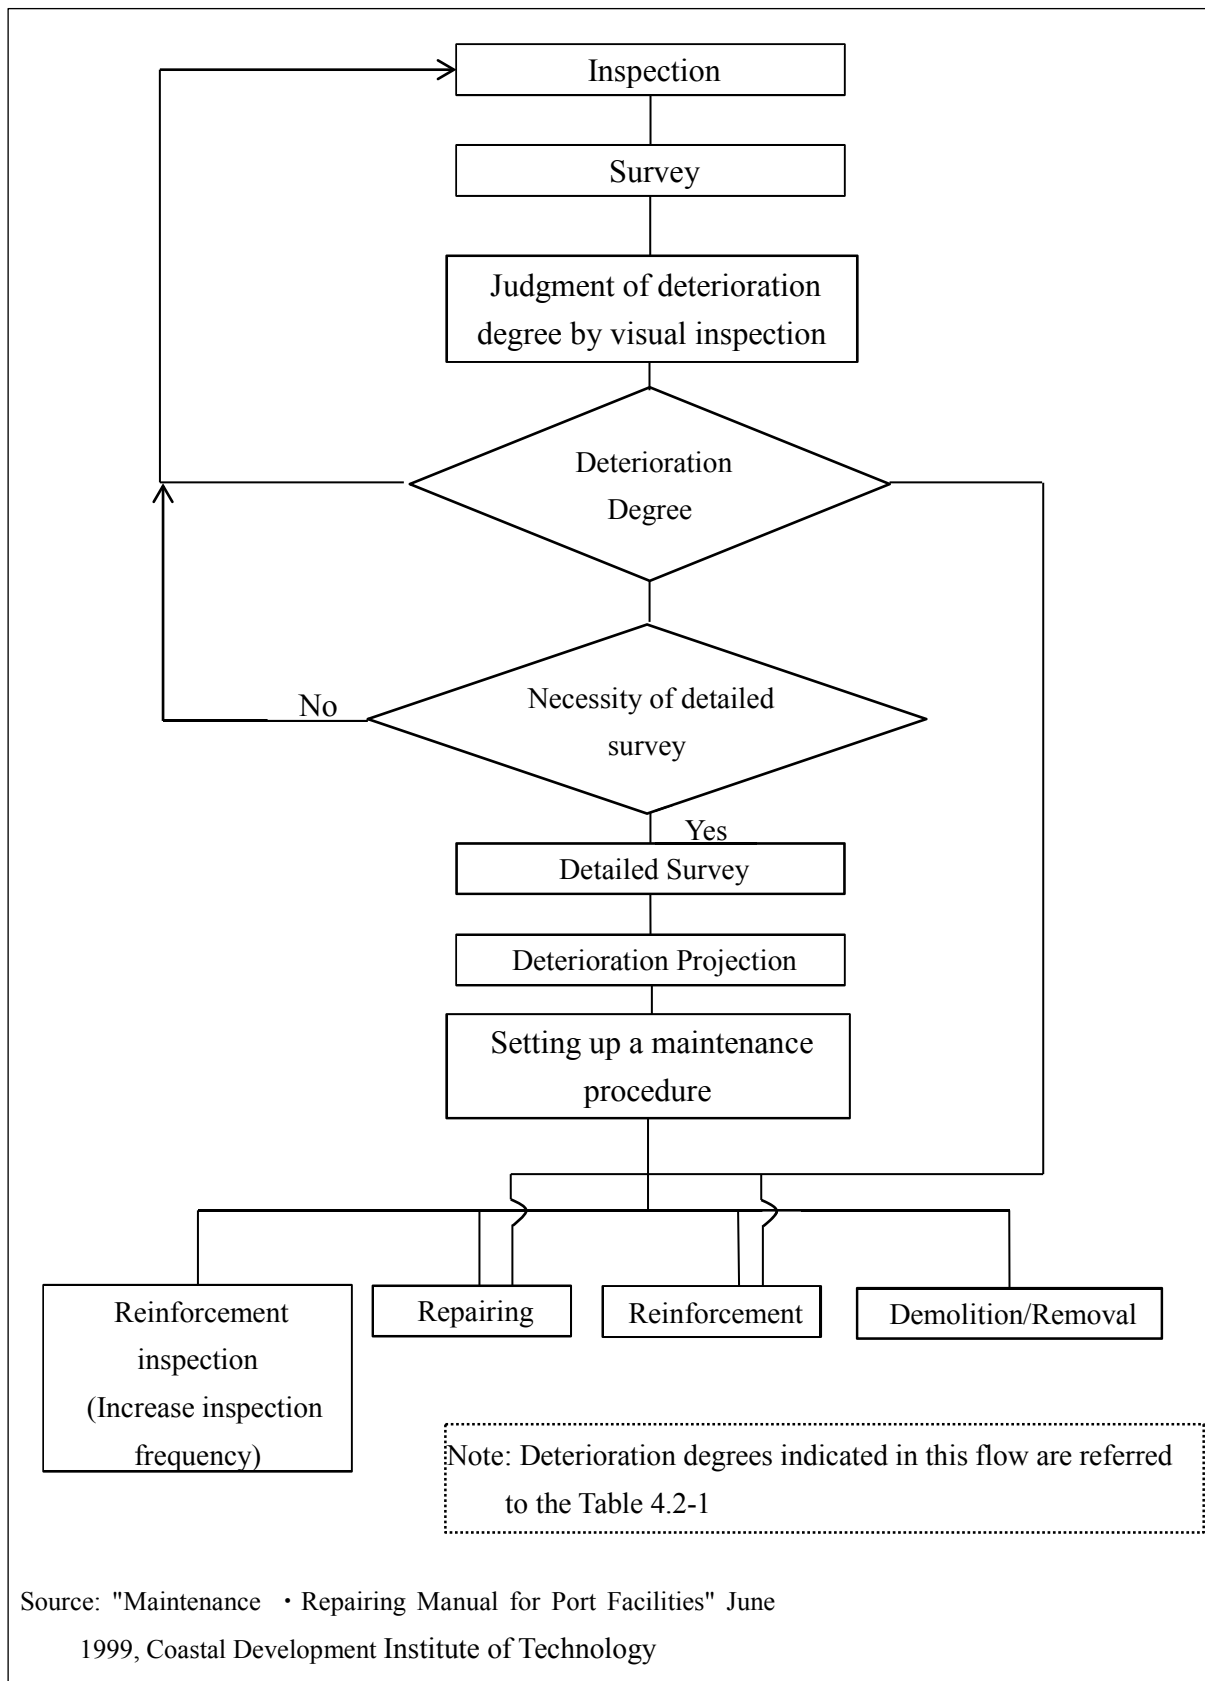 Inspection
Survey
Judgment of deterioration
degree by visual inspection
Deterioration
Degree
Necessity of detailed
survey
No
Yes
Detailed Survey
Deterioration Projection
Setting up a maintenance
procedure
Reinforcement
inspection
(Increase inspection
frequency)
Repairing
Reinforcement
Demolition/Removal
Note: Deterioration degrees indicated in this flow are referred
to the Table 4.2-1
Source: "Maintenance ・Repairing Manual for Port Facilities" June
1999, Coastal Development Institute of Technology